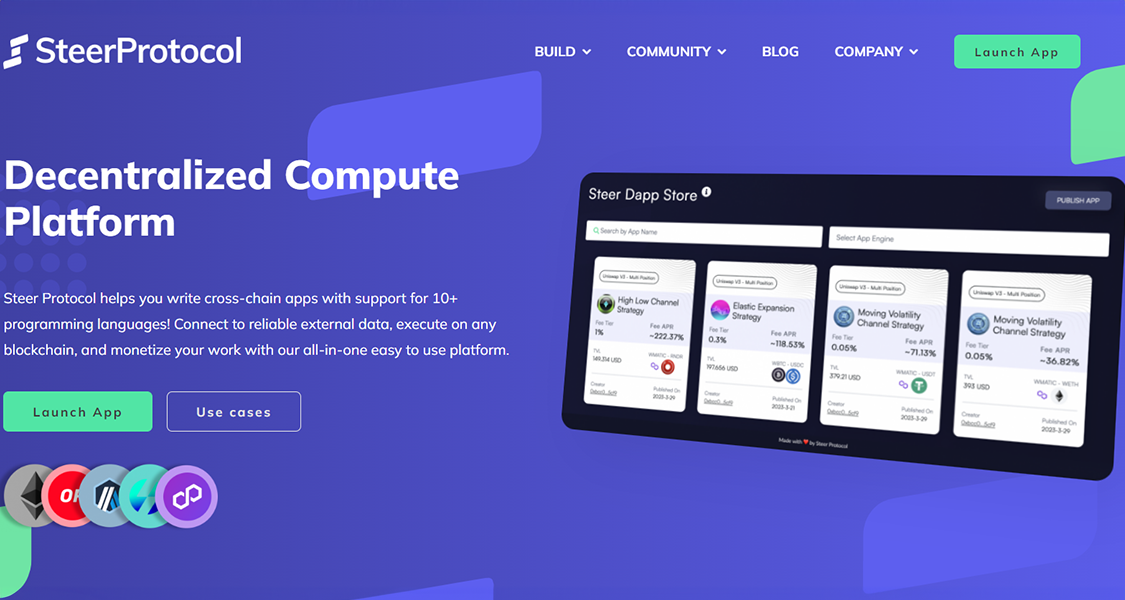 SteerProtocol
BUILD
COMMUNITY
BLOG
COMPANY
Launch App
Decentralized Compute
Platform
Steer Protocol helps you write cross-chain apps with support for 10+
programming languages! Connect to reliable external data, execute on any
blockchain, and monetize your work with our all-in-one easy to use platform.
Launch App
Use cases
OP
Steer Dapp Store
PUBLISH APP
Search by App Name
Select App Engine
Uniswap V3 - Multi Position
High Low Channel
Strategy
Fee Tier
1%
Fee APR
~222.37%
TVL
149,314 USD
WMATIC - RNDR
Creator
Published On
2023-3-29
Uniswap V3 - Multi Position
Elastic Expansion
Strategy
Fee Tier
0.3%
Fee APR
~118.53%
TVL
197,656 USD
WBTC - USDC
Creator
Published On
2023-3-21
Uniswap V3 - Multi Position
Moving Volatility
Channel Strategy
Fee Tier
0.05%
Fee APR
~71.13%
TVL
379.21 USD
WMATIC - USDT
Creator
Published On
2023-3-29
Uniswap V3 - Multi Position
Moving Volatility
Channel Strategy
Fee Tier
0.05%
Fee APR
~36.82%
TVL
393 USD
WMATIC - WETH
Creator
Published On
2023-3-29
Made with ❤ by Steer Protocol